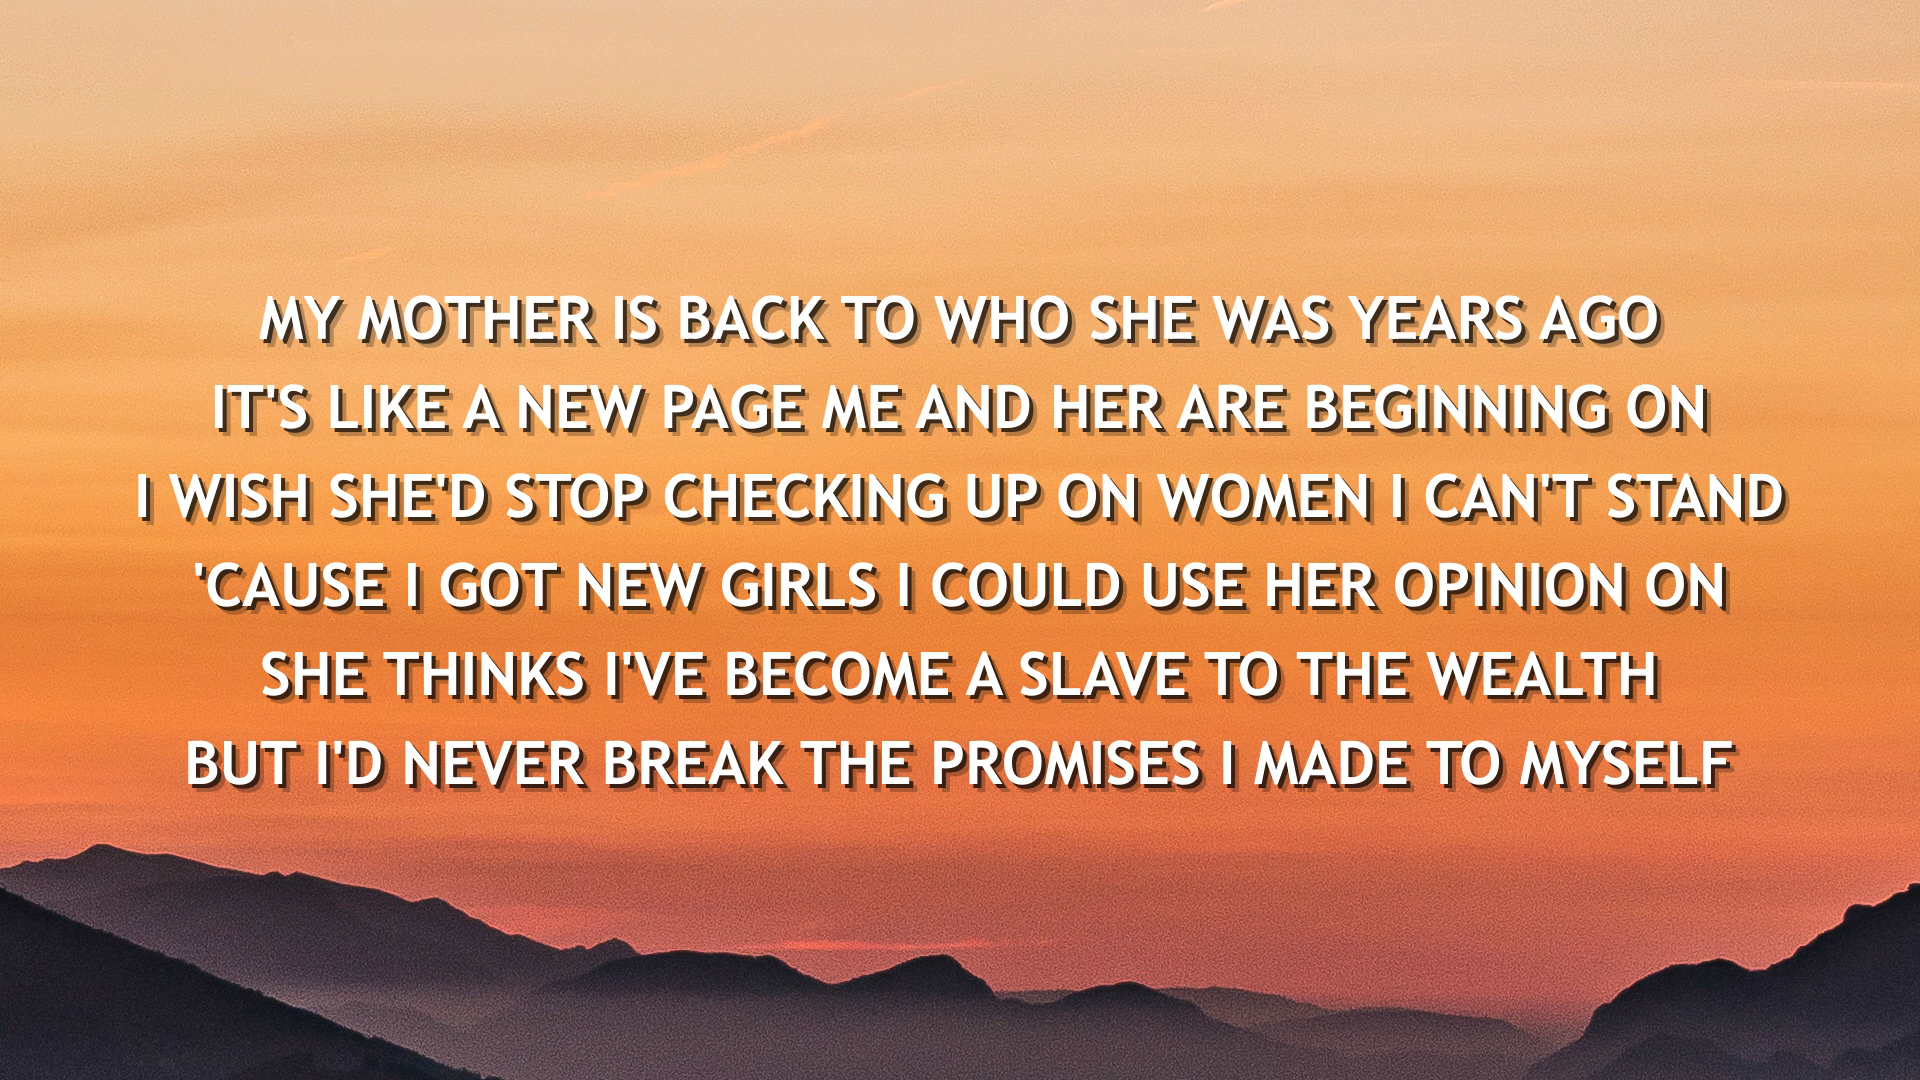 MY MOTHER IS BACK TO WHO SHE WAS YEARS AGO
IT'S LIKE A NEW PAGE ME AND HER ARE BEGINNING ON
I WISH SHE'D STOP CHECKING UP ON WOMEN I CAN'T STAND
'CAUSE I GOT NEW GIRLS I COULD USE HER OPINION ON
SHE THINKS I'VE BECOME A SLAVE TO THE WEALTH
BUT I'D NEVER BREAK THE PROMISES I MADE TO MYSELF